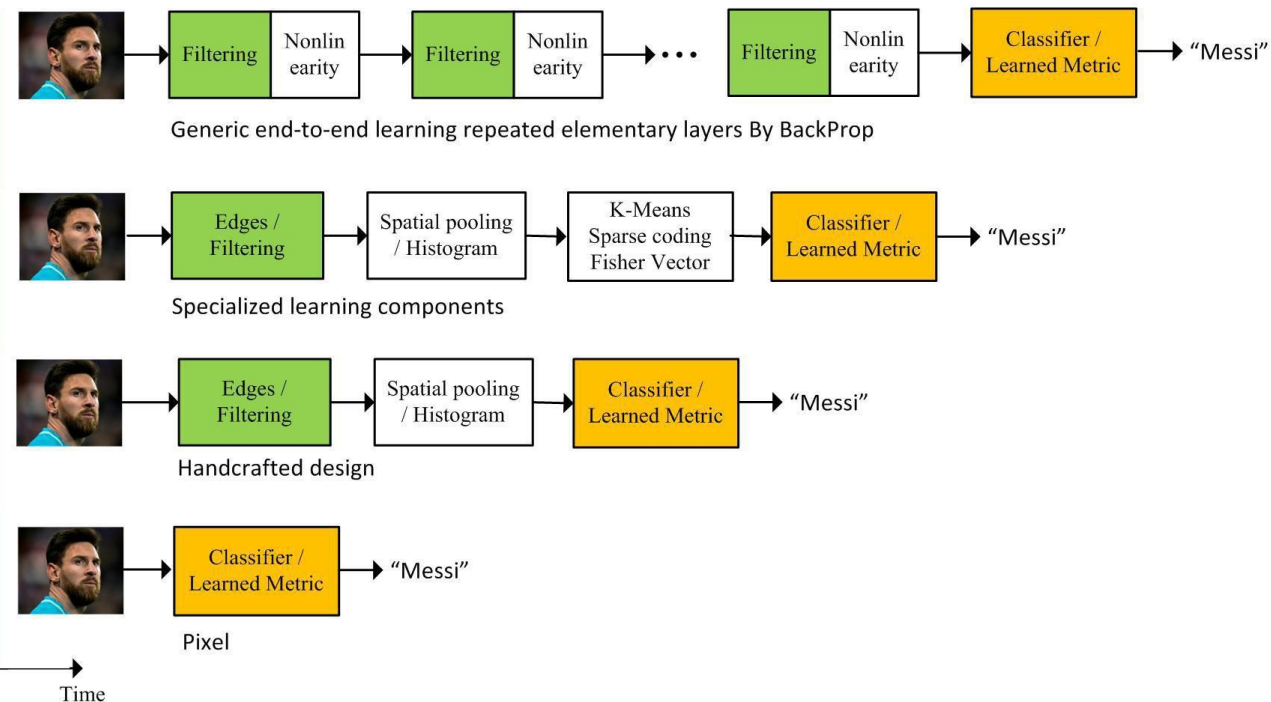 Filtering
Nonlin
earity
Filtering
Nonlin
earity
Filtering
Nonlin
earity
Classifier /
Learned Metric
“Messi”
Generic end-to-end learning repeated elementary layers By BackProp
Edges /
Filtering
Spatial pooling
/ Histogram
K-Means
Sparse coding
Fisher Vector
Classifier /
Learned Metric
“Messi”
Specialized learning components
Edges /
Filtering
Spatial pooling
/ Histogram
Classifier /
Learned Metric
“Messi”
Handcrafted design
Classifier /
Learned Metric
“Messi”
Pixel
Time